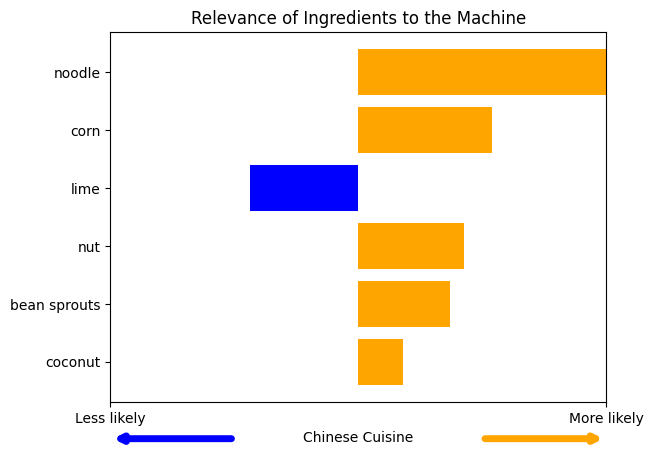 Relevance of Ingredients to the Machine
noodle
corn
lime
nut
bean sprouts
coconut
Less likely More likely
Chinese Cuisine